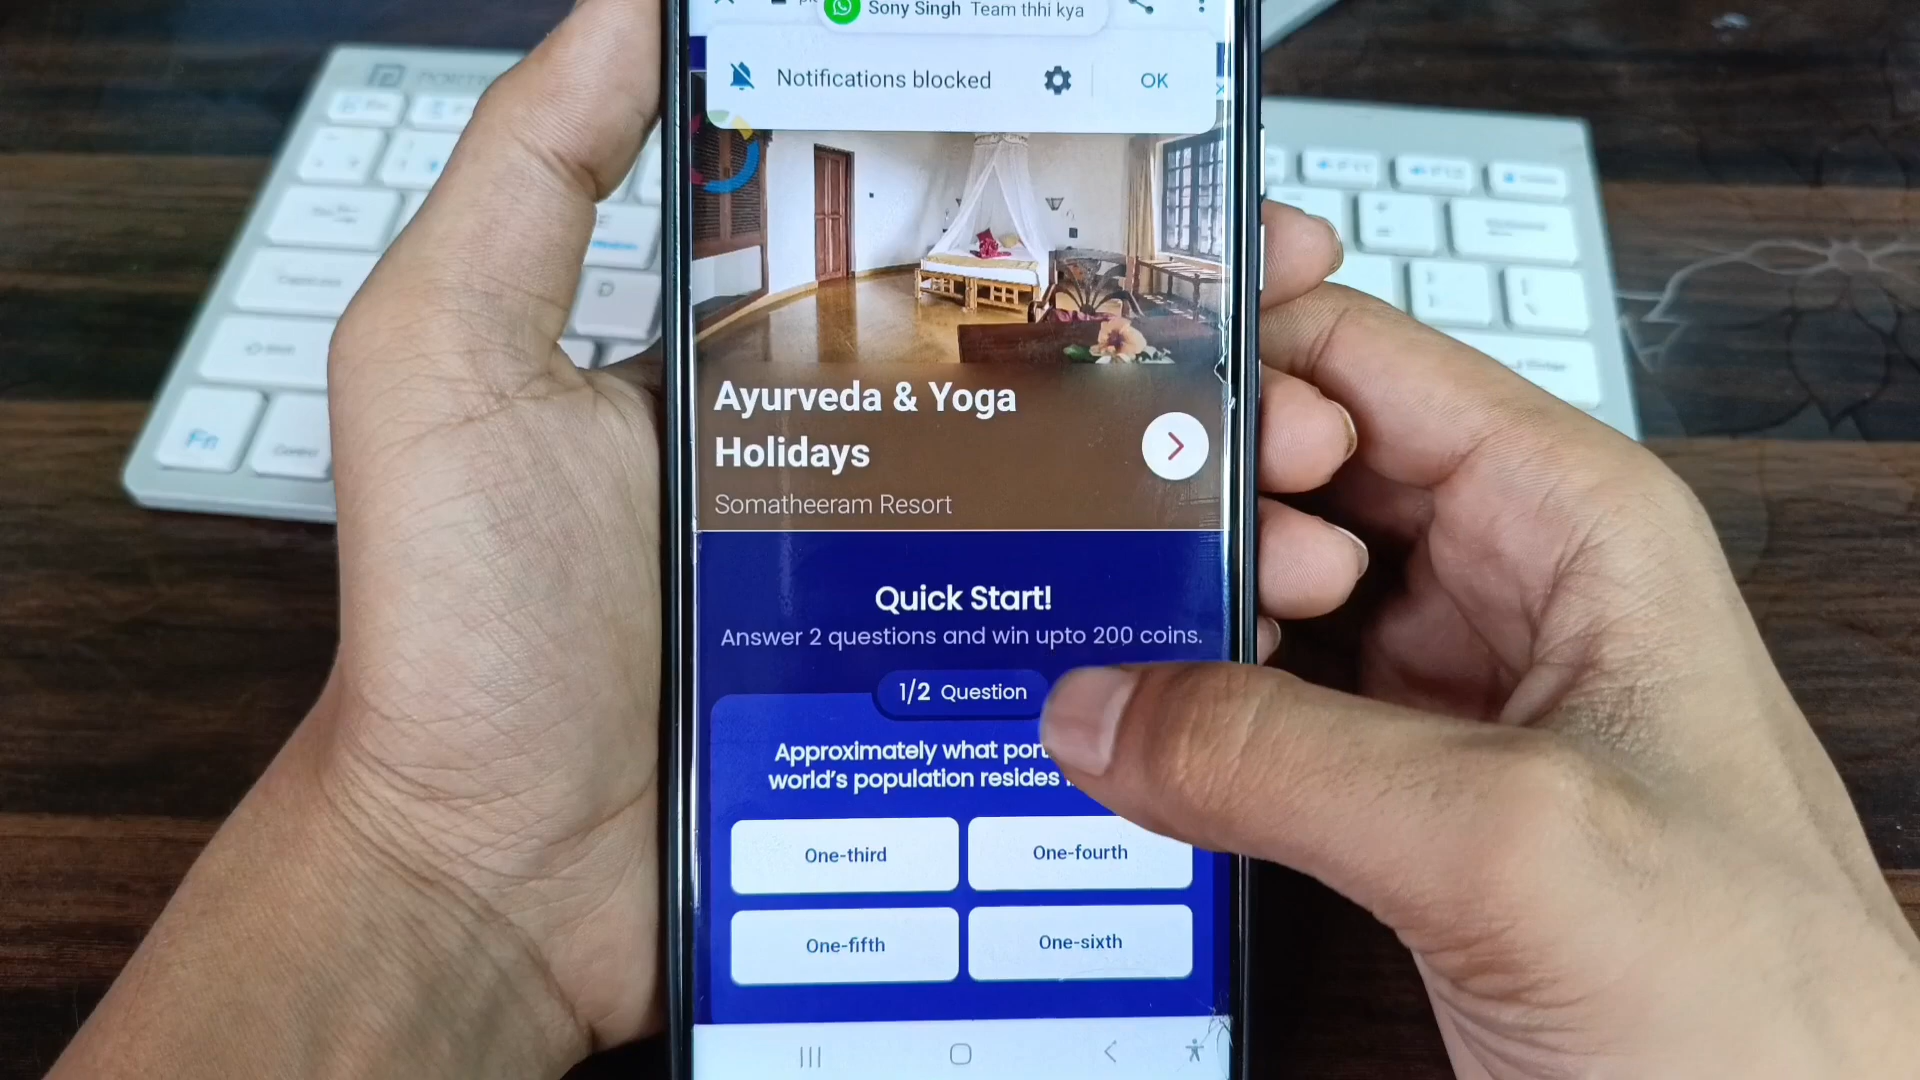 Sony Singh Team thhi kya
Notifications blocked
OK
Ayurveda & Yoga
Holidays
Somatheeram Resort
Quick Start!
Answer 2 questions and win upto 200 coins.
1/2 Question
Approximately what
world's population resides
One-third
One-fourth
One-fifth
One-sixth
Fn
D